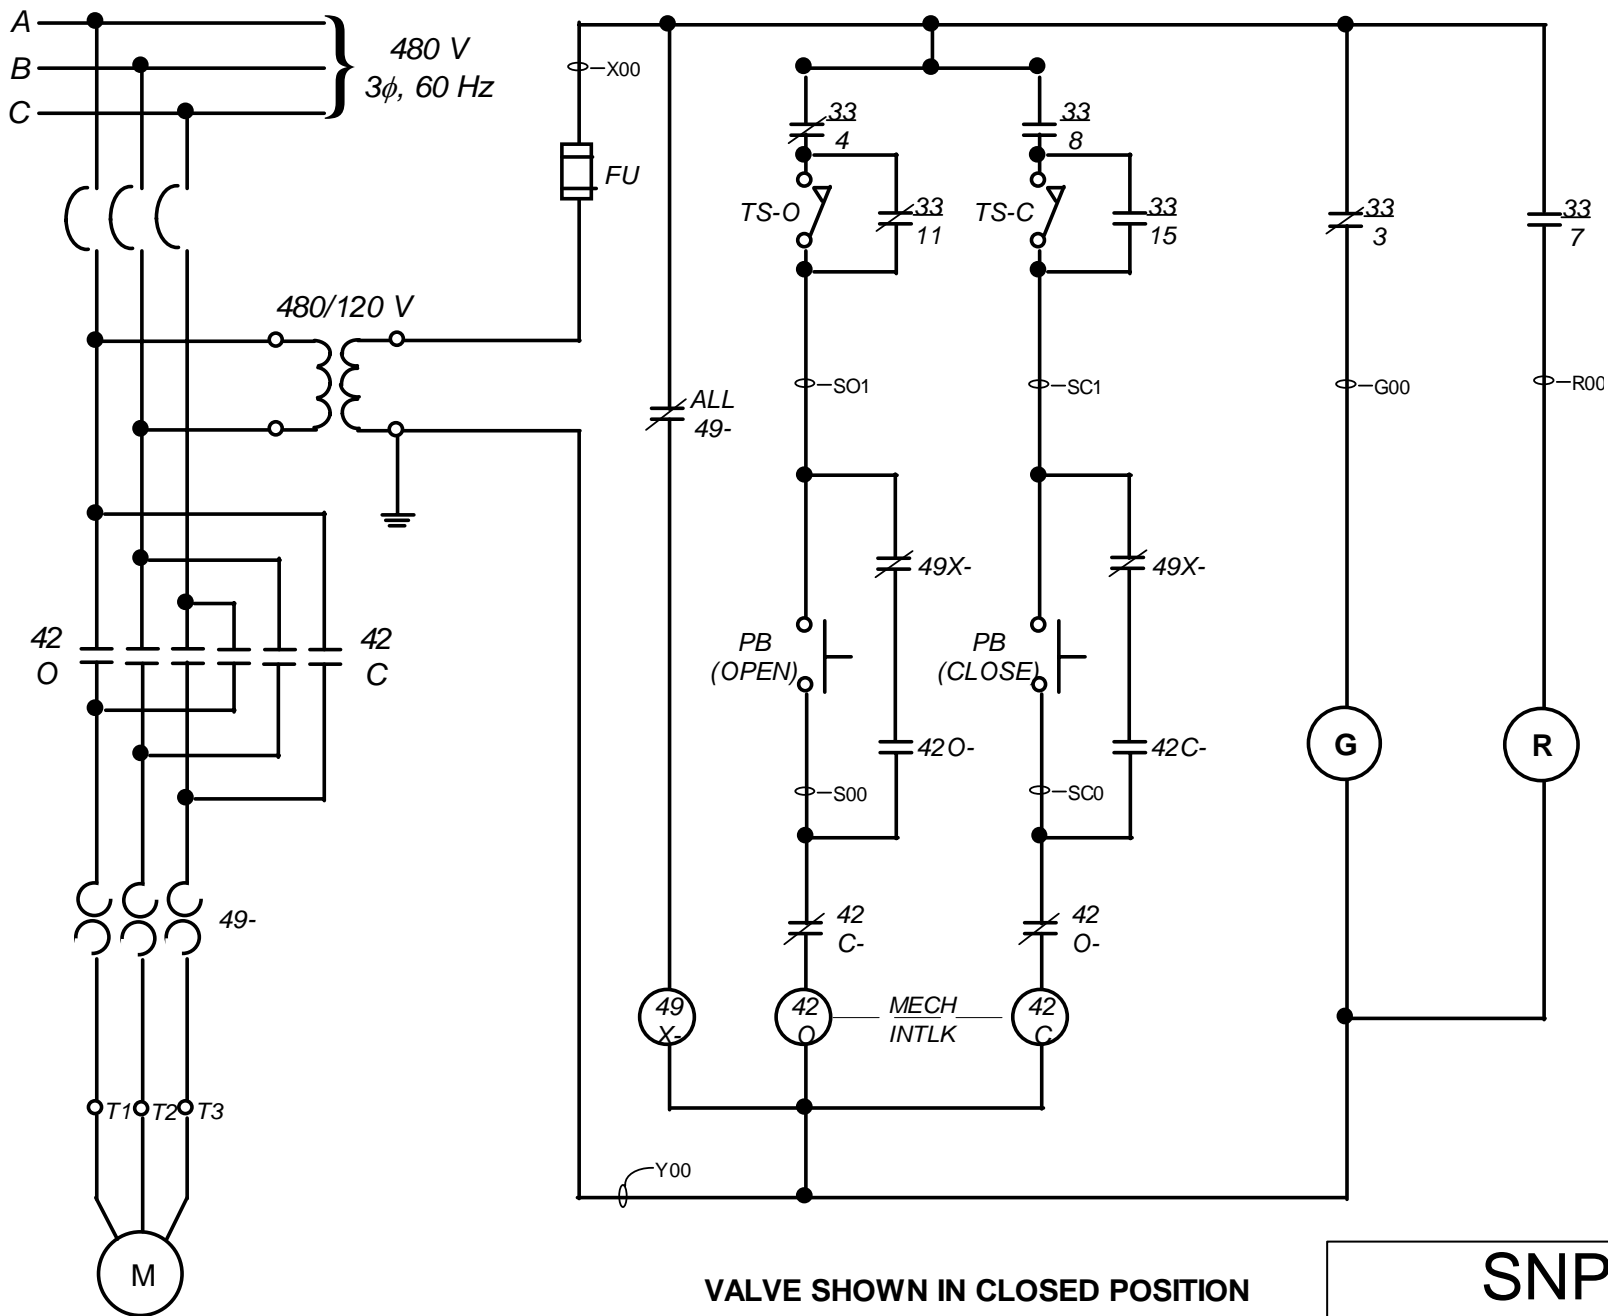 A
B
C
480 V
3ϕ, 60 Hz
X00
FU
33
4
33
8
TS-O
33
11
TS-C
33
15
33
3
33
7
480/120 V
SO1
SC1
G00
R00
ALL
49-
49X-
49X-
42
O
42
C
PB
(OPEN)
PB
(CLOSE)
42O-
42C-
G
R
S00
SC0
49-
42
C-
42
O-
49
X-
42
O
MECH
INTLK
42
C
T1
T2
T3
Y00
M
VALVE SHOWN IN CLOSED POSITION
SNP